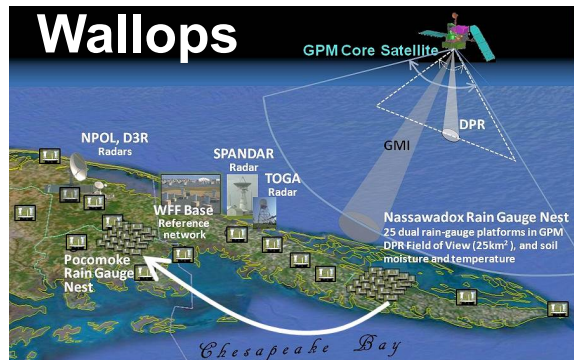 Wallops
GPM Core Satellite
DPR
GMI
NPOL, D3R
Radars
SPANDAR
Radar
TOGA
Radar
WFF Base
Reference
network
Nassawadox Rain Gauge Nest
25 dual rain-gauge platforms in GPM
DPR Field of View (25km²), and soil
moisture and temperature
Pocomoke
Rain Gauge
Nest
Chesapeake Bay